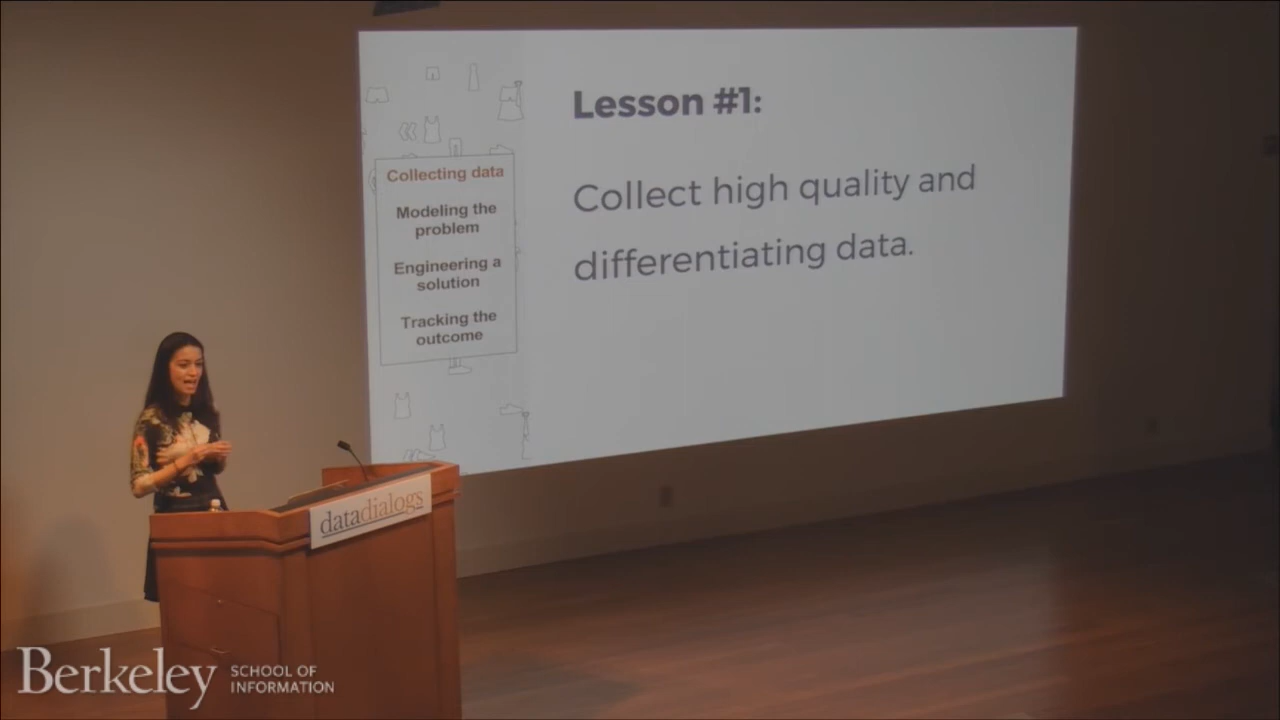 Lesson #1:
Collect high quality and
differentiating data.
Collecting data
Modeling the
problem
Engineering a
solution
Tracking the
outcome
datadialogs
Berkeley
SCHOOL OF
INFORMATION